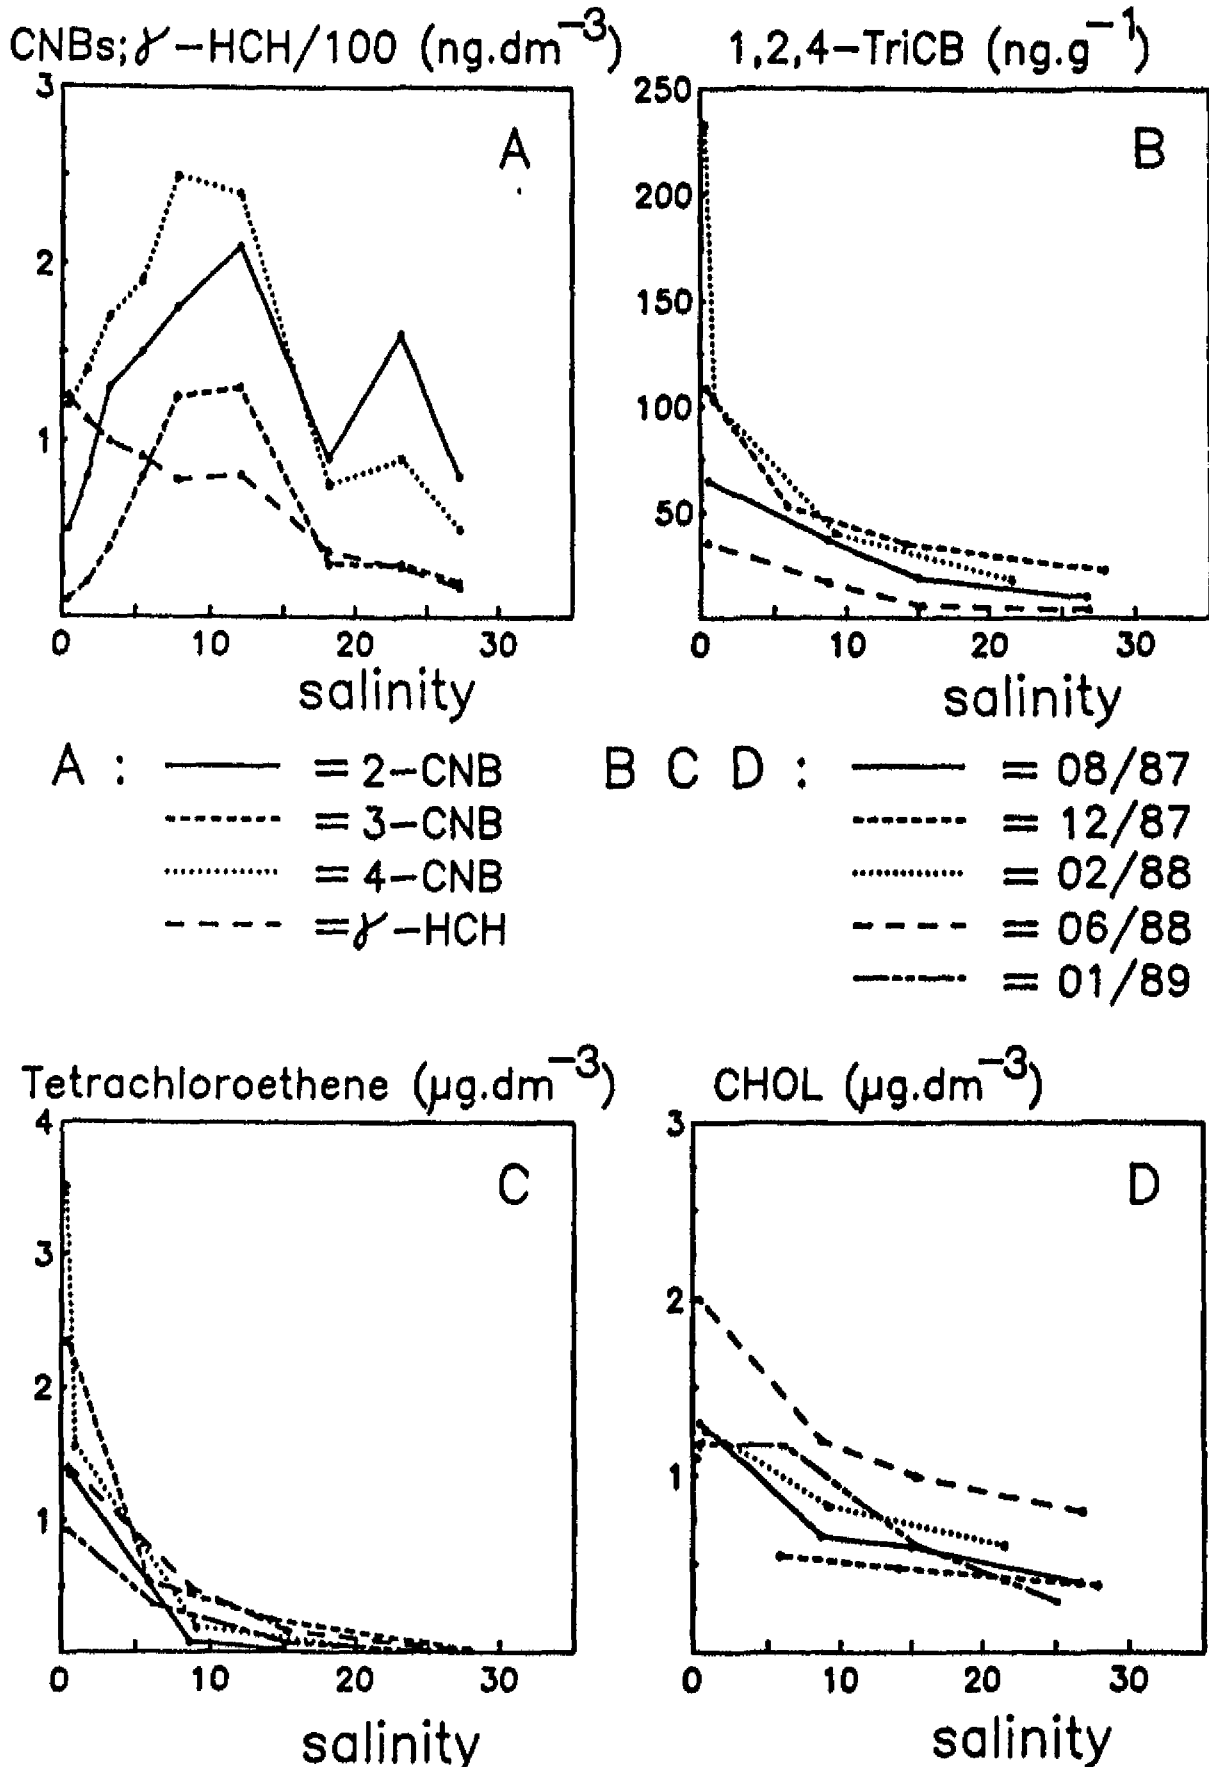 CNBs;γ-HCH/100 (ng.dm⁻³)
1,2,4-TriCB (ng.g⁻¹)
3
2
1
0 10 20 30
salinity
A
250
200
150
100
50
0 10 20 30
salinity
B
A : = 2-CNB
= 3-CNB
= 4-CNB
= γ-HCH
B C D : = 08/87
= 12/87
= 02/88
= 06/88
= 01/89
Tetrachloroethene (µg.dm⁻³)
CHOL (µg.dm⁻³)
4
3
2
1
0 10 20 30
salinity
C
3
2
1
0 10 20 30
salinity
D